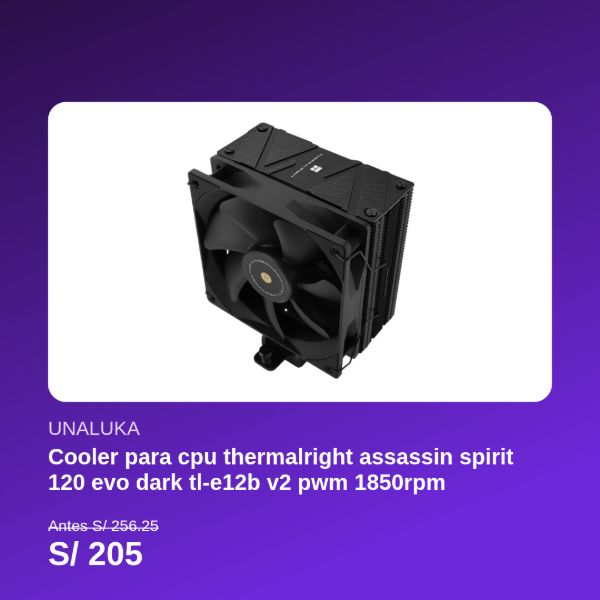 UNALUKA
Cooler para cpu thermalright assassin spirit
120 evo dark tl-e12b v2 pwm 1850rpm
Antes S/ 256.25
S/ 205